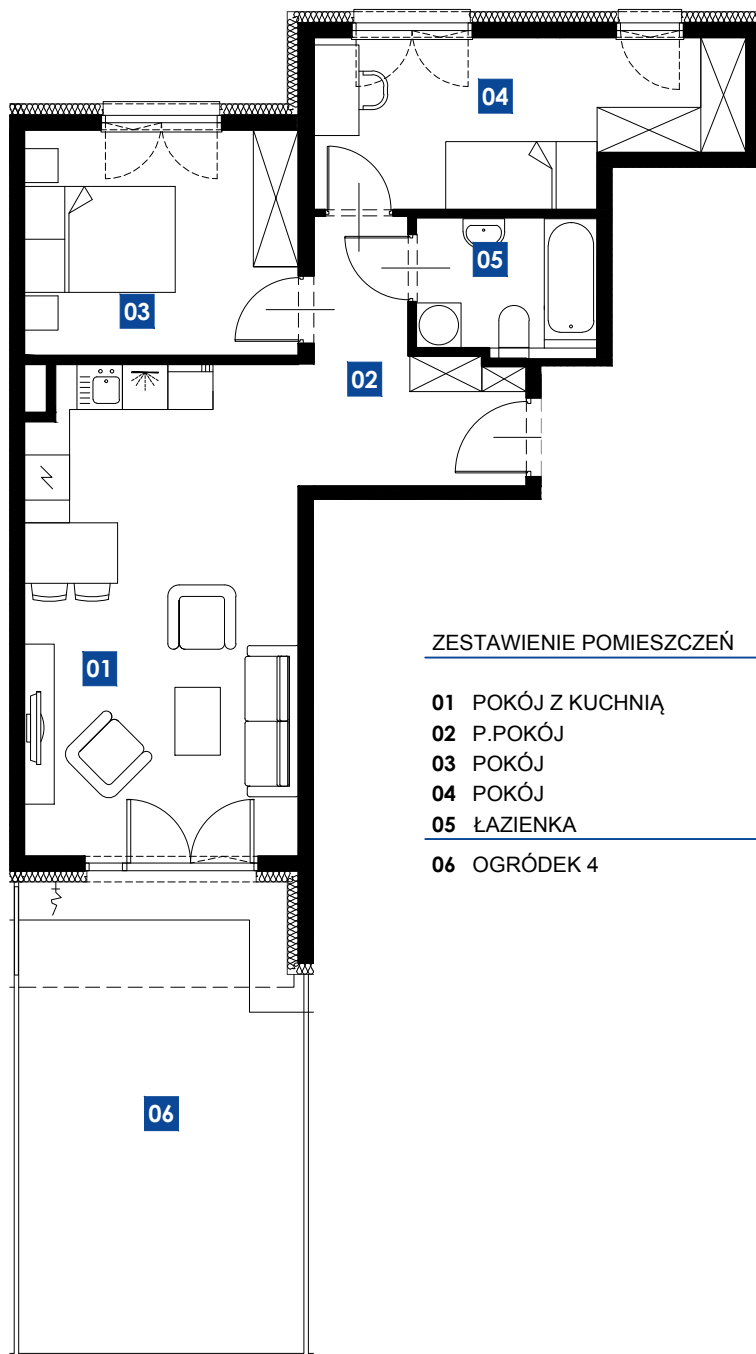 04
05
03
02
01
ZESTAWIENIE POMIESZCZEŃ
01 POKÓJ Z KUCHNIĄ
02 P.POKÓJ
03 POKÓJ
04 POKÓJ
05 ŁAZIENKA
06 OGRÓDEK 4
06